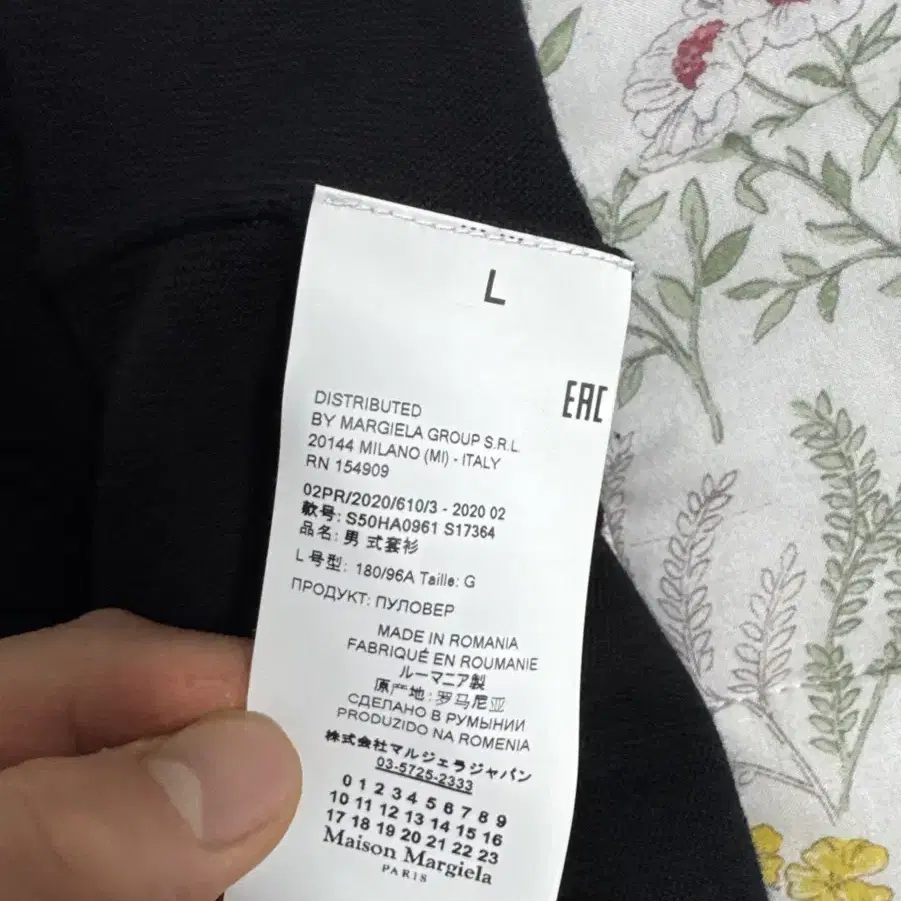 L
EAC
DISTRIBUTED
BY MARGIELA GROUP S.R.L.
20144 MILANO (MI) - ITALY
RN 154909
02PR/2020/610/3 - 2020 02
款号: S50HA0961 S17364
品名: 男 式套衫
L 号型: 180/96A Taille: G
ПРОДУКТ: ПУЛОВЕР
MADE IN ROMANIA
FABRIQUÉ EN ROUMANIE
ルーマニア製
原产地: 罗马尼亚
СДЕЛАНО В РУМЫНИИ
PRODUZIDO NA ROMENIA
株式会社マルジェラジャパン
03-5725-2333
0 1 2 3 4 5 6 7 8 9
10 11 12 13 14 15 16
17 18 19 20 21 22 23
Maison Margiela
PARIS